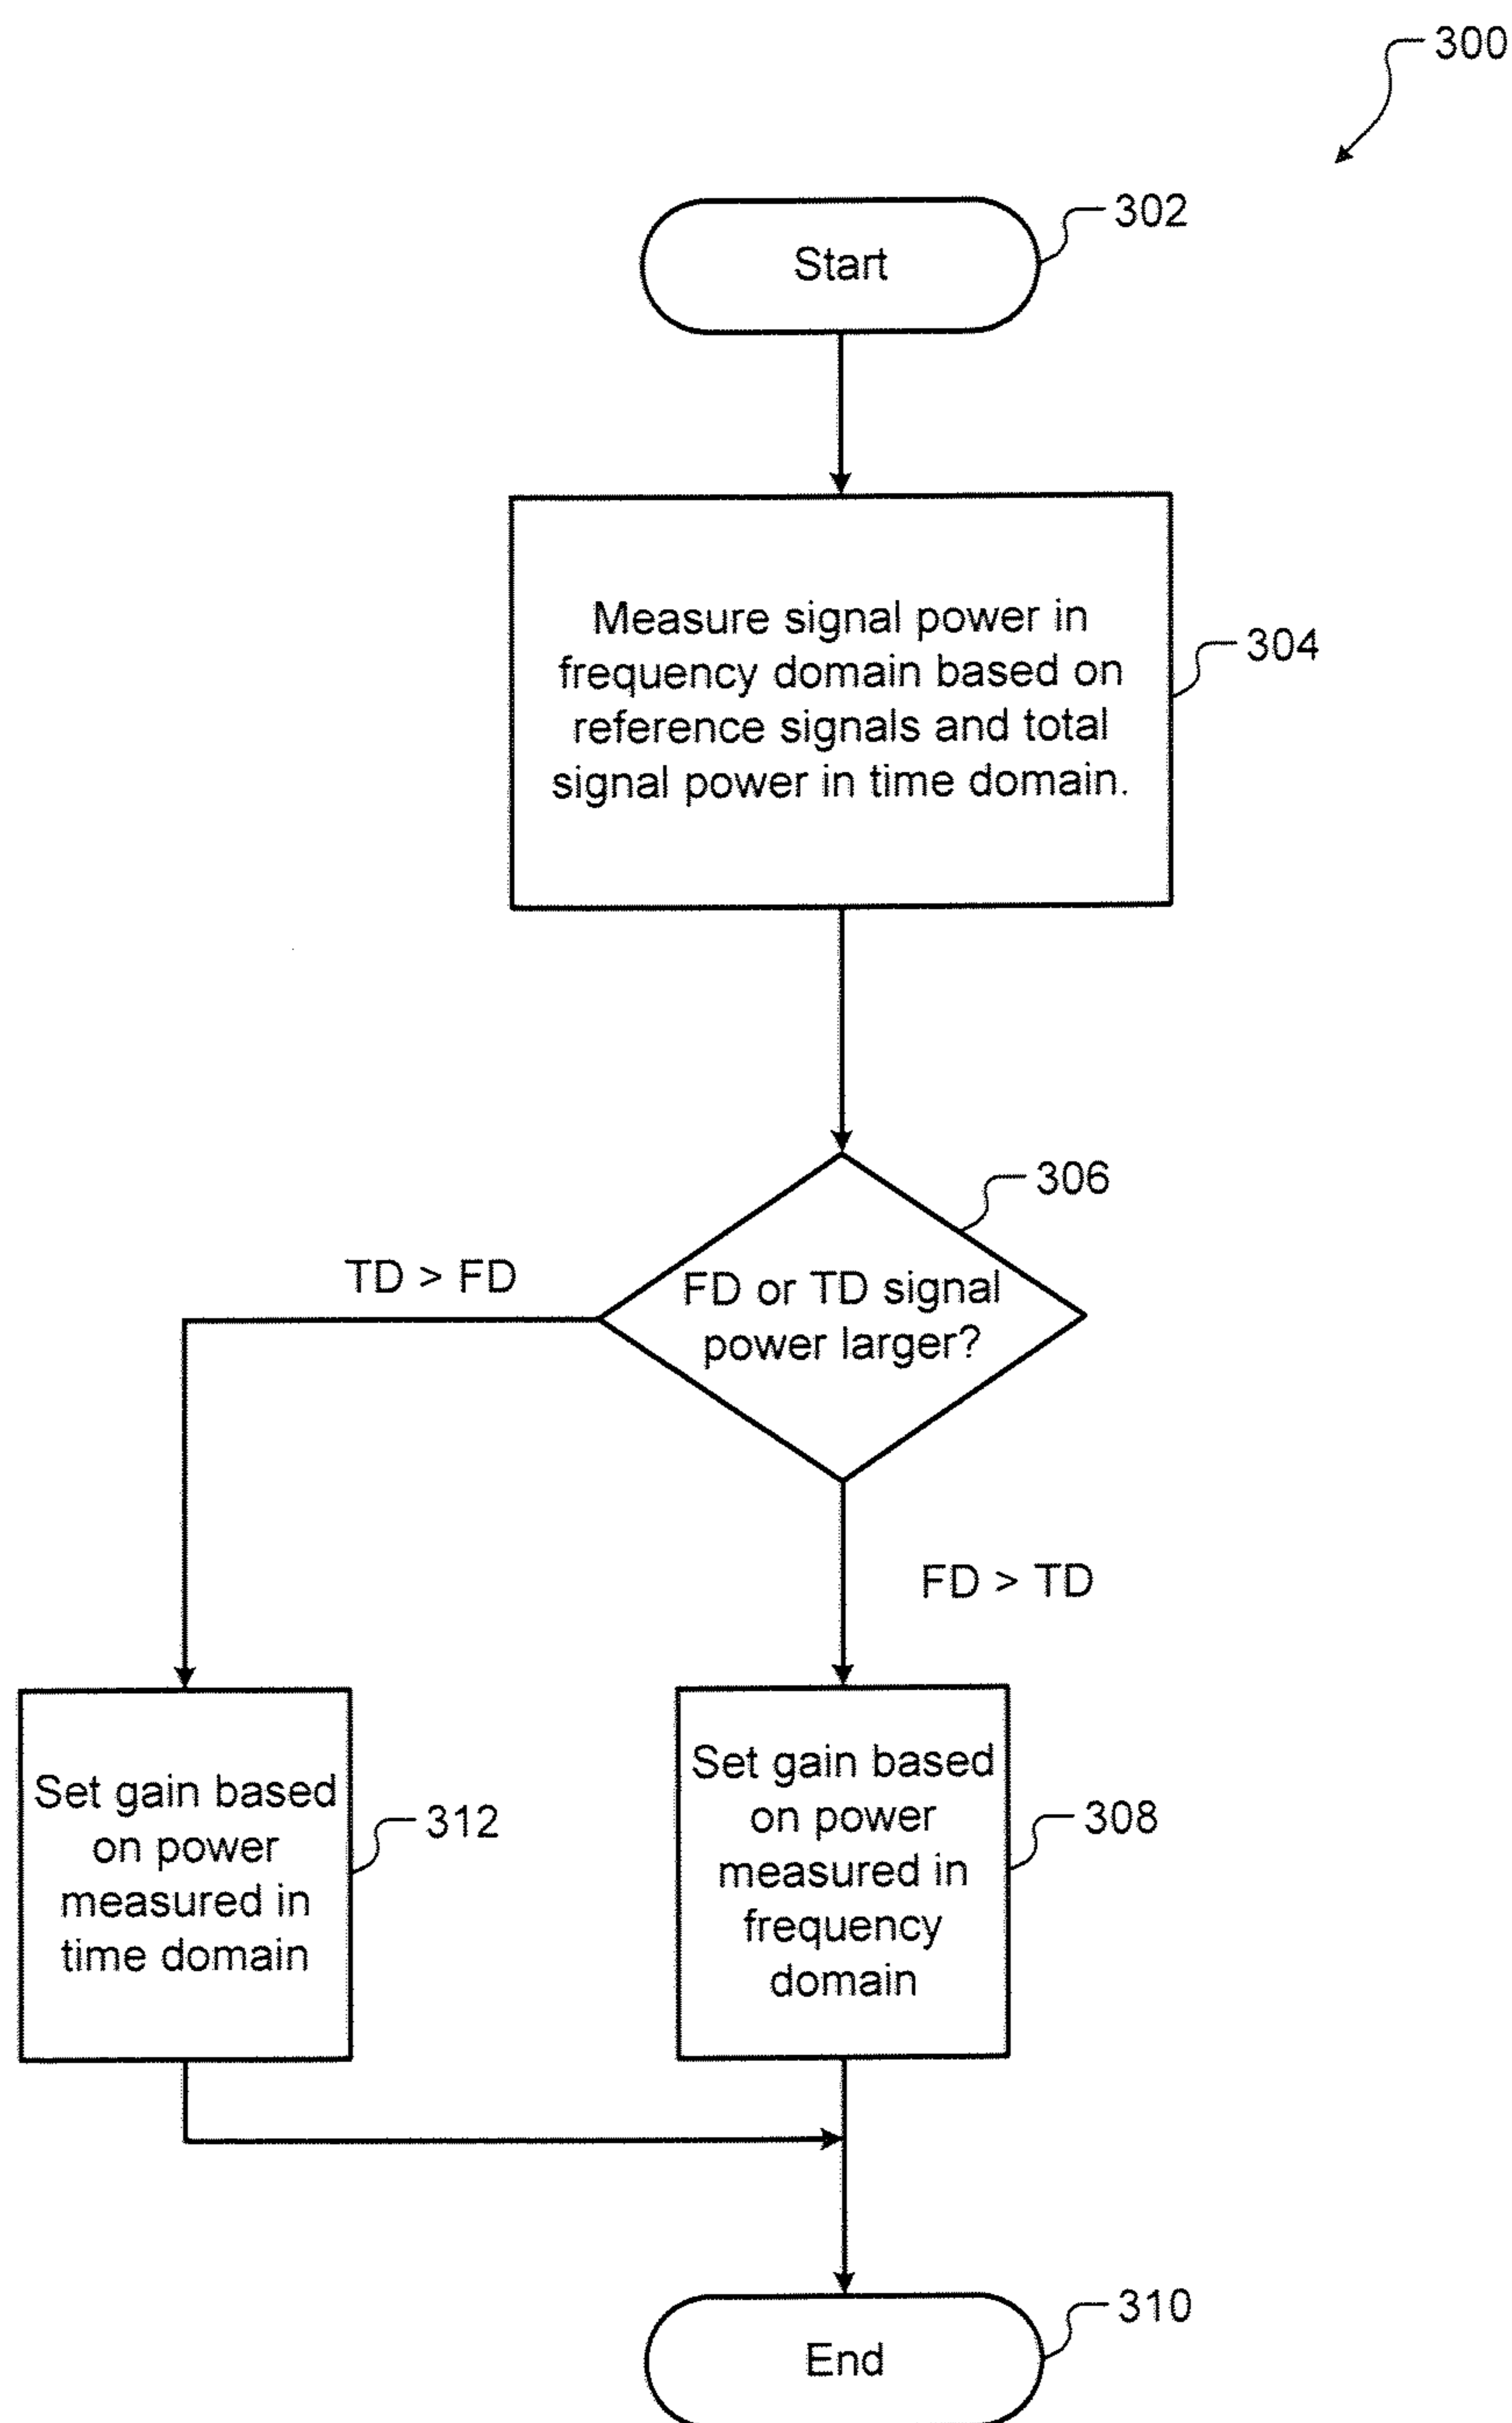 300
302
Start
Measure signal power in
frequency domain based on
reference signals and total
signal power in time domain.
304
306
TD > FD
FD or TD signal
power larger?
FD > TD
Set gain based
on power
measured in
time domain
312
Set gain based
on power
measured in
frequency
domain
308
310
End